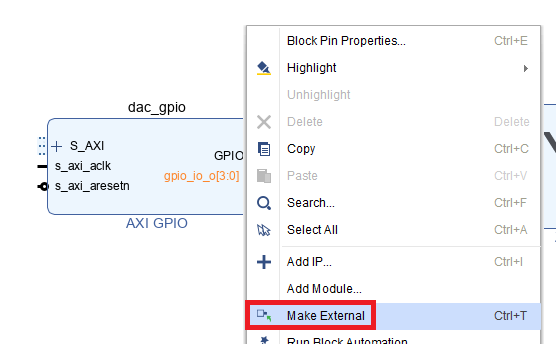 dac_gpio
S_AXI
s_axi_aclk
s_axi_aresetn
GPIO
gpio_io_o[3:0]
AXI GPIO
Block Pin Properties... Ctrl+E
Highlight
Unhighlight
Delete Delete
Copy Ctrl+C
Paste Ctrl+V
Search... Ctrl+F
Select All Ctrl+A
Add IP... Ctrl+I
Add Module...
Make External Ctrl+T
Run Block Automation